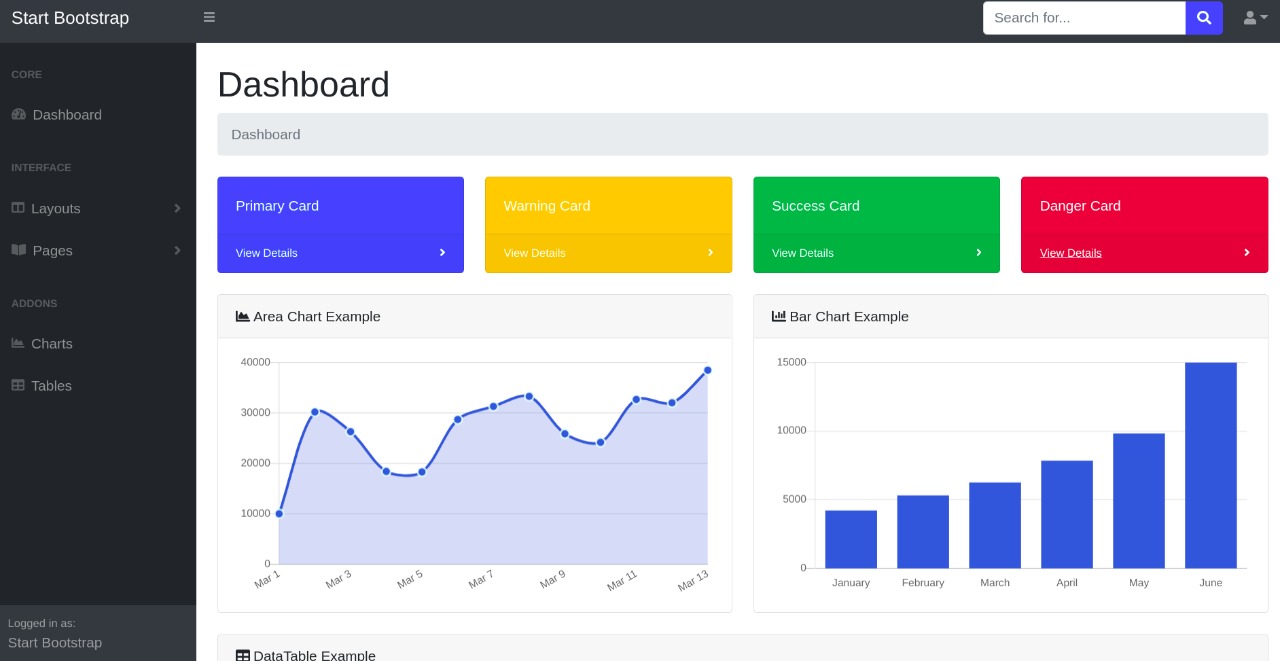 Start Bootstrap
Search for...
CORE
Dashboard
INTERFACE
Layouts
Pages
ADDONS
Charts
Tables
Logged in as:
Start Bootstrap
Dashboard
Dashboard
Primary Card
View Details
Warning Card
View Details
Success Card
View Details
Danger Card
View Details
Area Chart Example
40000
30000
20000
10000
0
Mar 1 Mar 3 Mar 5 Mar 7 Mar 9 Mar 11 Mar 13
Bar Chart Example
15000
10000
5000
0
January February March April May June
DataTable Example